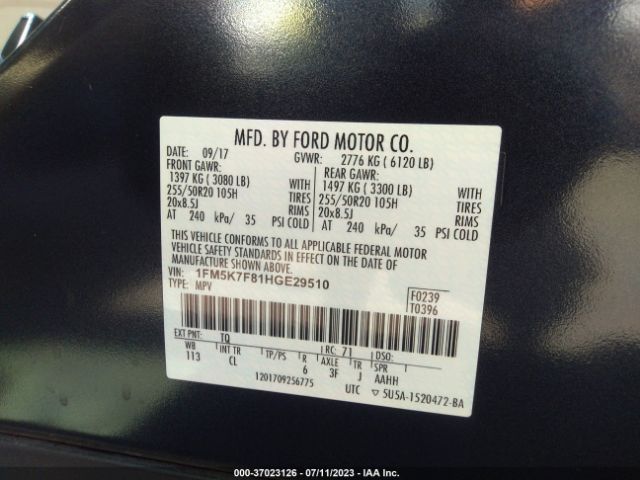 MFD. BY FORD MOTOR CO.
DATE: 09/17 GVWR: 2776 KG ( 6120 LB)
FRONT GAWR: REAR GAWR:
1397 KG ( 3080 LB) WITH 1497 KG ( 3300 LB) WITH
255/50R20 105H TIRES 255/50R20 105H TIRES
20x8.5J RIMS 20x8.5J RIMS
AT 240 kPa/ 35 PSI COLD AT 240 kPa/ 35 PSI COLD
THIS VEHICLE CONFORMS TO ALL APPLICABLE FEDERAL MOTOR
VEHICLE SAFETY STANDARDS IN EFFECT ON THE DATE OF
MANUFACTURE SHOWN ABOVE.
VIN: 1FM5K7F81HGE29510
TYPE: MPV
F0239
T0396
EXT PNT: TQ RC: 71 DSO:
WB INT TR TP/PS R AXLE TR SPR
113 CL 6 3F J AAHH
1201709256775 UTC 5U5A-1520472-BA
000-37023126 - 07/11/2023 - IAA Inc.